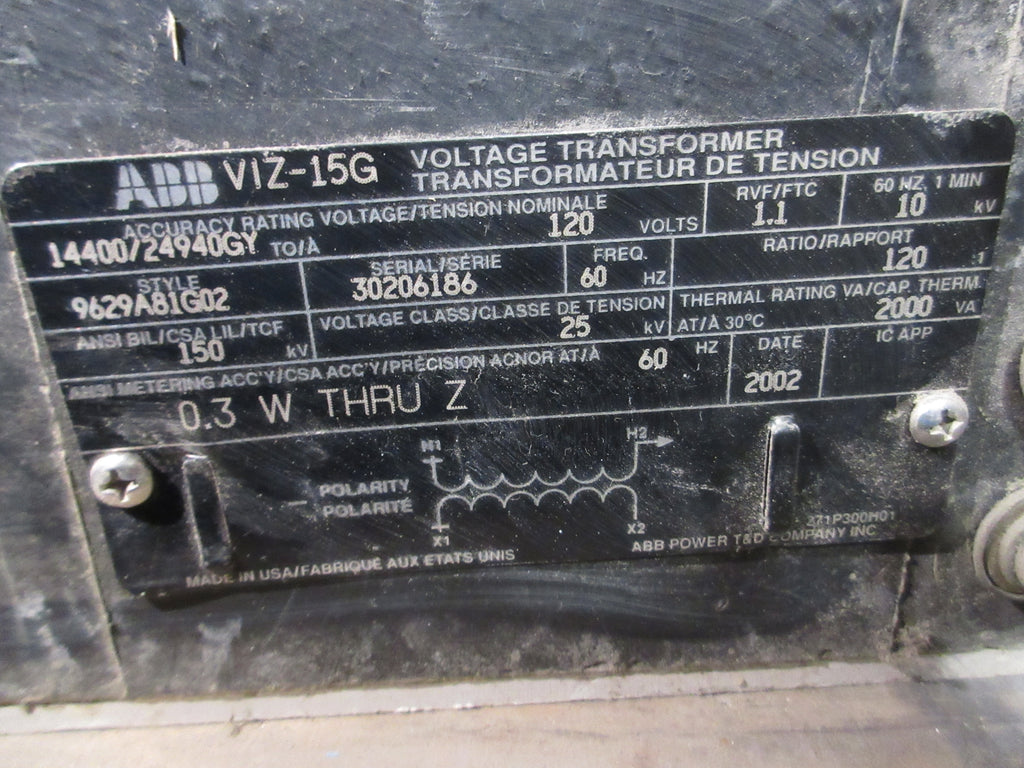 ABB VIZ-15G VOLTAGE TRANSFORMER
TRANSFORMATEUR DE TENSION
ACCURACY RATING VOLTAGE/TENSION NOMINALE
14400/24940GY TO/À 120 VOLTS
RVF/FTC
1.1
60 HZ, 1 MIN
10 kV
STYLE
9629A81G02
SERIAL/SÉRIE
30206186
FREQ.
60 HZ
RATIO/RAPPORT
120 :1
ANSI BIL/CSA LIL/TCF
150 kV
VOLTAGE CLASS/CLASSE DE TENSION
25 kV
THERMAL RATING VA/CAP. THERM.
AT/À 30°C 2000 VA
ANSI METERING ACC'Y/CSA ACC'Y/PRÉCISION ACNOR AT/À 60 HZ
0.3 W THRU Z
DATE
2002
IC APP
H1 H2
POLARITY
POLARITÉ
X1 X2
271P300H01
MADE IN USA/FABRIQUÉ AUX ETATS UNIS
ABB POWER T&D COMPANY INC